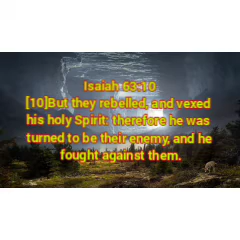 Isaiah 63:10
[10]But they rebelled, and vexed
his holy Spirit: therefore he was
turned to be their enemy, and he
fought against them.